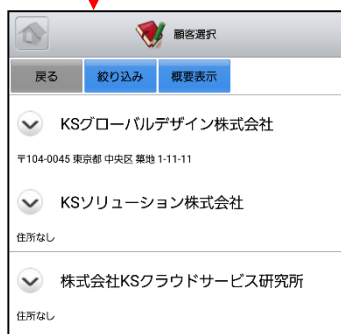 顧客選択
戻る 絞り込み 概要表示
KSグローバルデザイン株式会社
〒104-0045 東京都 中央区 築地 1-11-11
KSソリューション株式会社
住所なし
株式会社KSクラウドサービス研究所
住所なし